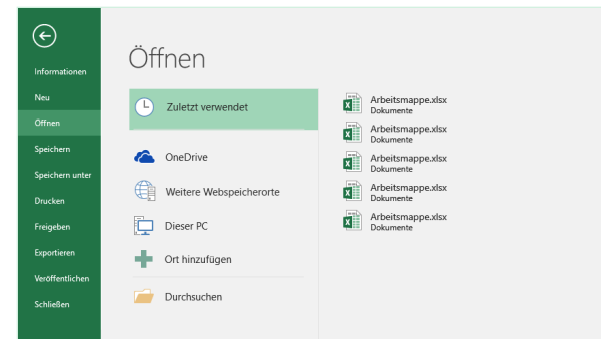 Informationen
Neu
Öffnen
Speichern
Speichern unter
Drucken
Freigeben
Exportieren
Veröffentlichen
Schließen
Öffnen
Zuletzt verwendet
OneDrive
Weitere Webspeicherorte
Dieser PC
Ort hinzufügen
Durchsuchen
Arbeitsmappe.xlsx
Dokumente
Arbeitsmappe.xlsx
Dokumente
Arbeitsmappe.xlsx
Dokumente
Arbeitsmappe.xlsx
Dokumente
Arbeitsmappe.xlsx
Dokumente